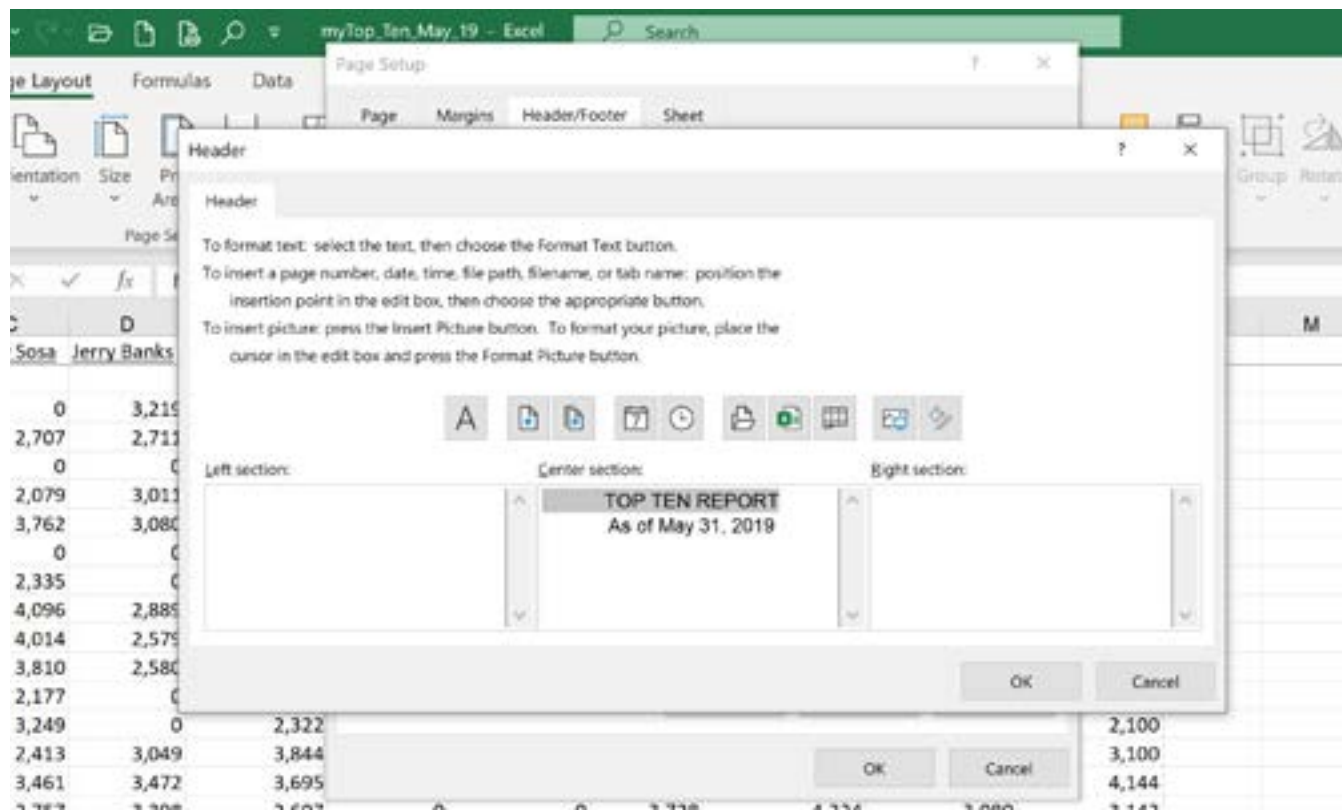 myTop_Ten_May_19 - Excel
Search
Page Setup
? ×
Layout Formulas Data
Page Margins Header/Footer Sheet
Header
? ×
Size
Group
Header
To format text: select the text, then choose the Format Text button.
To insert a page number, date, time, file path, filename, or tab name: position the
insertion point in the edit box, then choose the appropriate button.
To insert picture: press the Insert Picture button. To format your picture, place the
cursor in the edit box and press the Format Picture button.
fx
D M
Sosa Jerry Banks
0
2,707
0
2,079
3,762
0
2,335
4,096
4,014
3,810
2,177
Left section:
Center section:
Right section:
TOP TEN REPORT
As of May 31, 2019
OK Cancel
3,249 0 2,322 2,100
2,413 3,049 3,844 3,100
3,461 3,472 3,695 4,144
OK Cancel